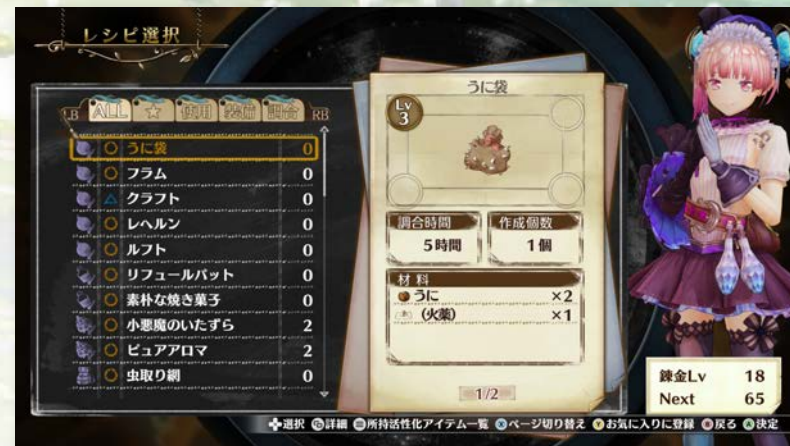 レシピ選択
LB ALL ★ 使用 装備 調合 RB
うに袋 0
フラム 0
クラフト 0
レヘルン 0
ルフト 0
リフュールパット 0
素朴な焼き菓子 0
小悪魔のいたずら 2
ピュアアロマ 2
虫取り網 0
うに袋
Lv
3
調合時間 作成個数
5時間 1個
材料
うに ×2
(火薬) ×1
1/2
錬金Lv 18
Next 65
選択 詳細 所持活性化アイテム一覧 Xページ切り替え Yお気に入りに登録 B戻る A決定